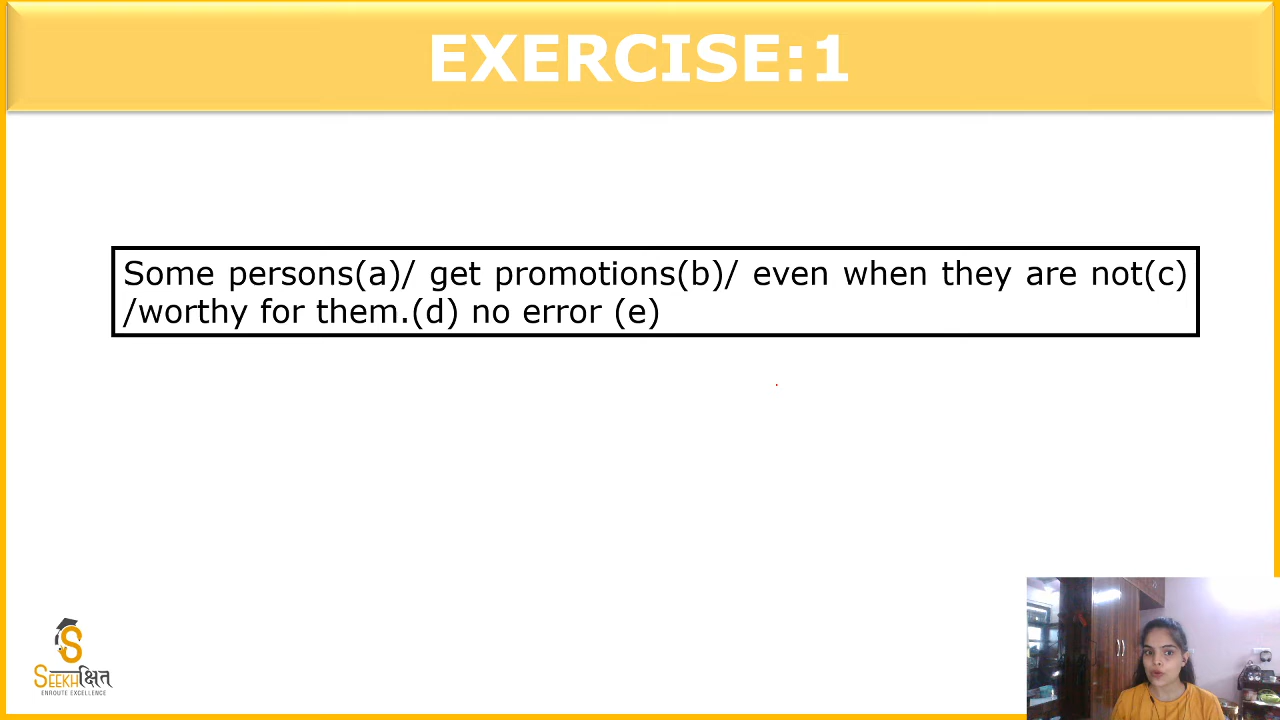 EXERCISE:1
Some persons(a)/ get promotions(b)/ even when they are not(c)
/worthy for them.(d) no error (e)
S
SEEKHक्षित
ENROUTE EXCELLENCE